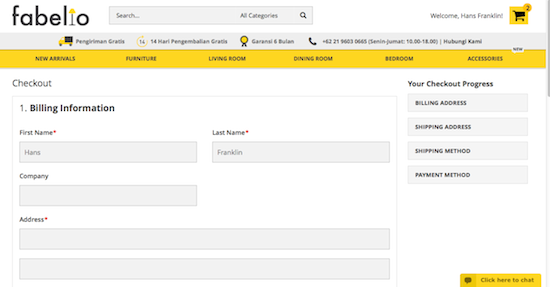 fabelio
Search... All Categories
Welcome, Hans Franklin! 2
Pengiriman Gratis 14 14 Hari Pengembalian Gratis Garansi 6 Bulan +62 21 9603 0665 (Senin-Jumat: 10.00-18.00) | Hubungi Kami
NEW
NEW ARRIVALS FURNITURE LIVING ROOM DINING ROOM BEDROOM ACCESSORIES
Checkout
1. Billing Information
First Name* Last Name*
Hans Franklin
Company
Address*
Your Checkout Progress
BILLING ADDRESS
SHIPPING ADDRESS
SHIPPING METHOD
PAYMENT METHOD
Click here to chat